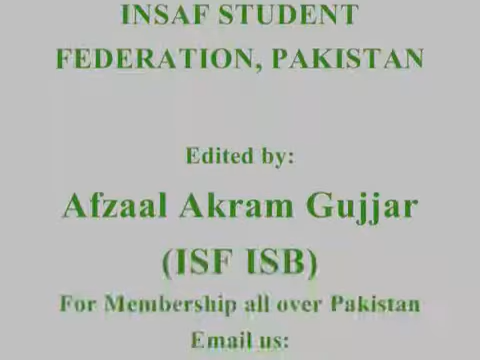 INSAF STUDENT
FEDERATION, PAKISTAN
Edited by:
Afzaal Akram Gujjar
(ISF ISB)
For Membership all over Pakistan
Email us: